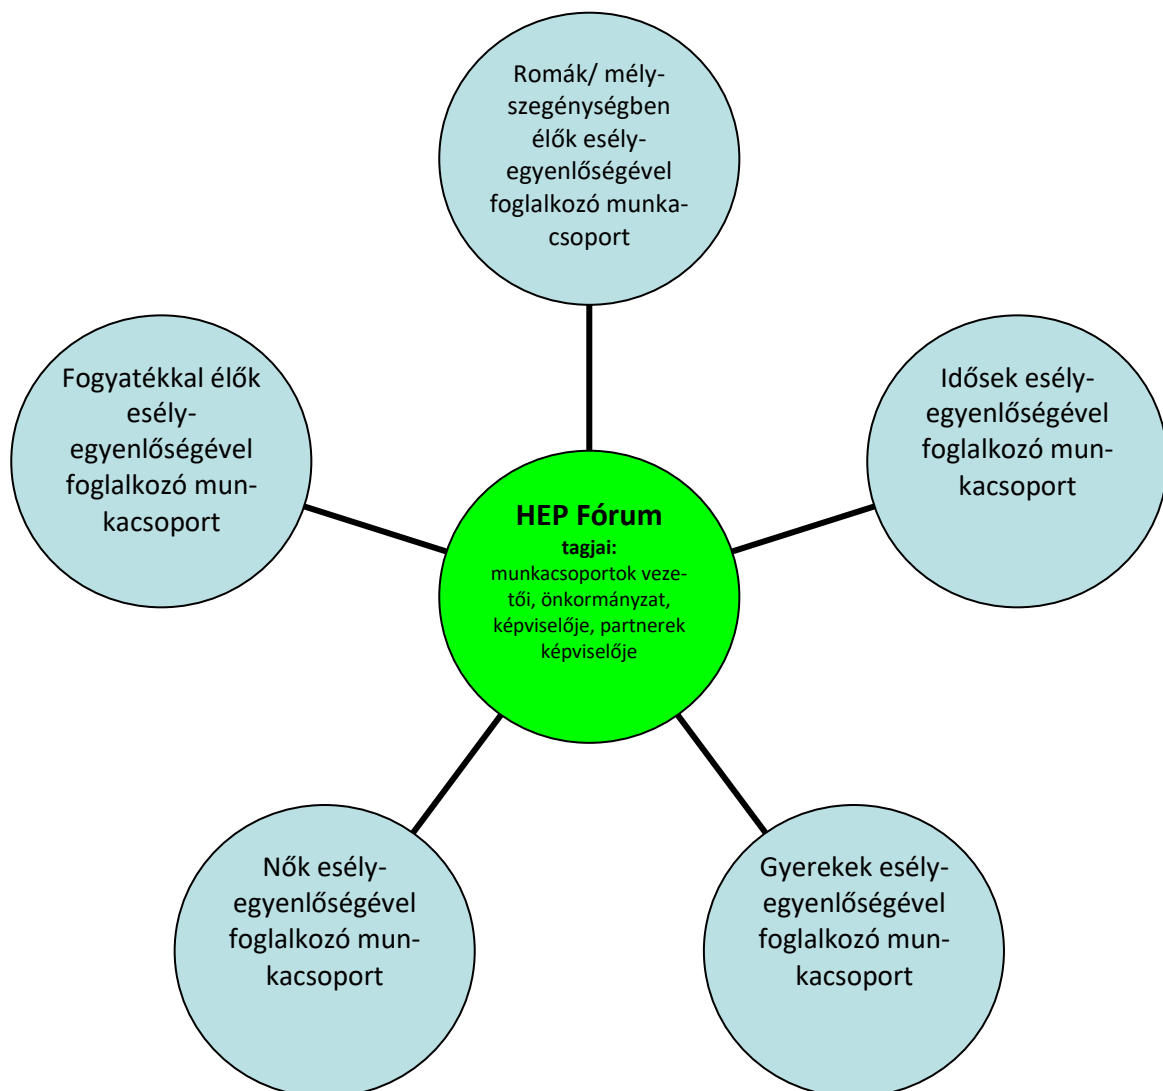 Romák/ mély-
szegénységben
élők esély-
egyenlőségével
foglalkozó munka-
csoport
Fogyatékkal élők
esély-
egyenlőségével
foglalkozó mun-
kacsoport
Idősek esély-
egyenlőségével
foglalkozó mun-
kacsoport
HEP Fórum
tagjai:
munkacsoportok veze-
tői, önkormányzat,
képviselője, partnerek
képviselője
Nők esély-
egyenlőségével
foglalkozó mun-
kacsoport
Gyerekek esély-
egyenlőségével
foglalkozó mun-
kacsoport